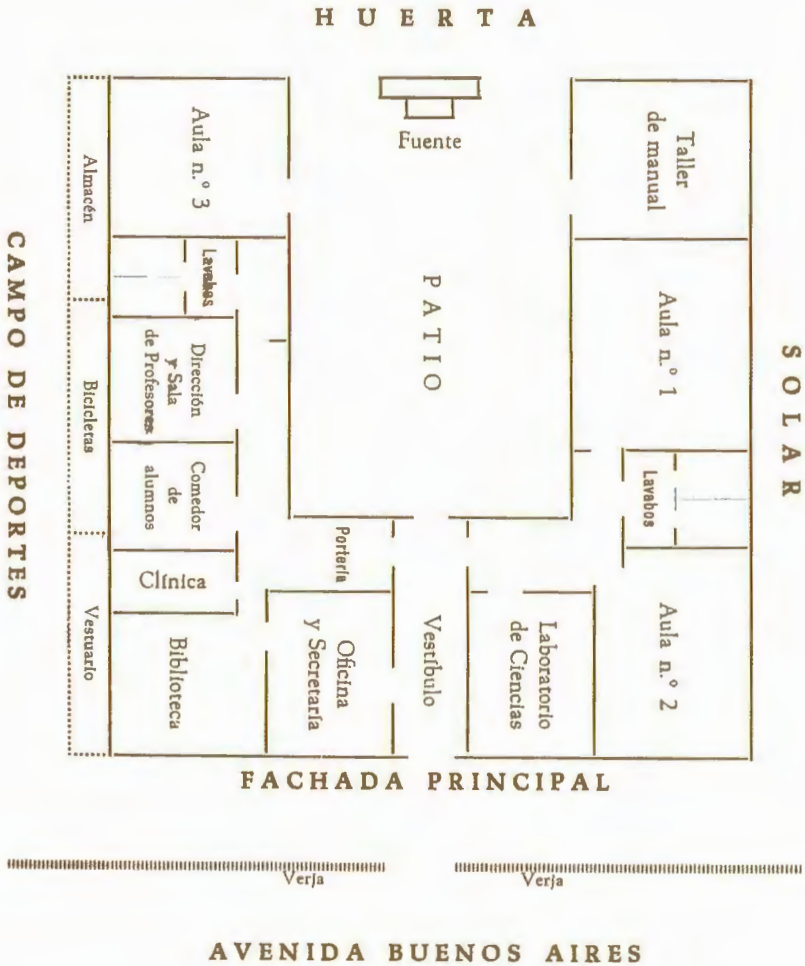 HUERTA
Fuente
Aula n.º 3
Taller
de manual
Almacén
Lavabos
PATIO
Aula n.º 1
CAMPO DE DEPORTES
SOLAR
Dirección
y Sala
de Profesores
Bicicletas
Comedor
de
alumnos
Lavabos
Portería
Clínica
Vestuario
Biblioteca
Oficina
y Secretaría
Vestíbulo
Laboratorio
de Ciencias
Aula n.º 2
FACHADA PRINCIPAL
Verja
Verja
AVENIDA BUENOS AIRES